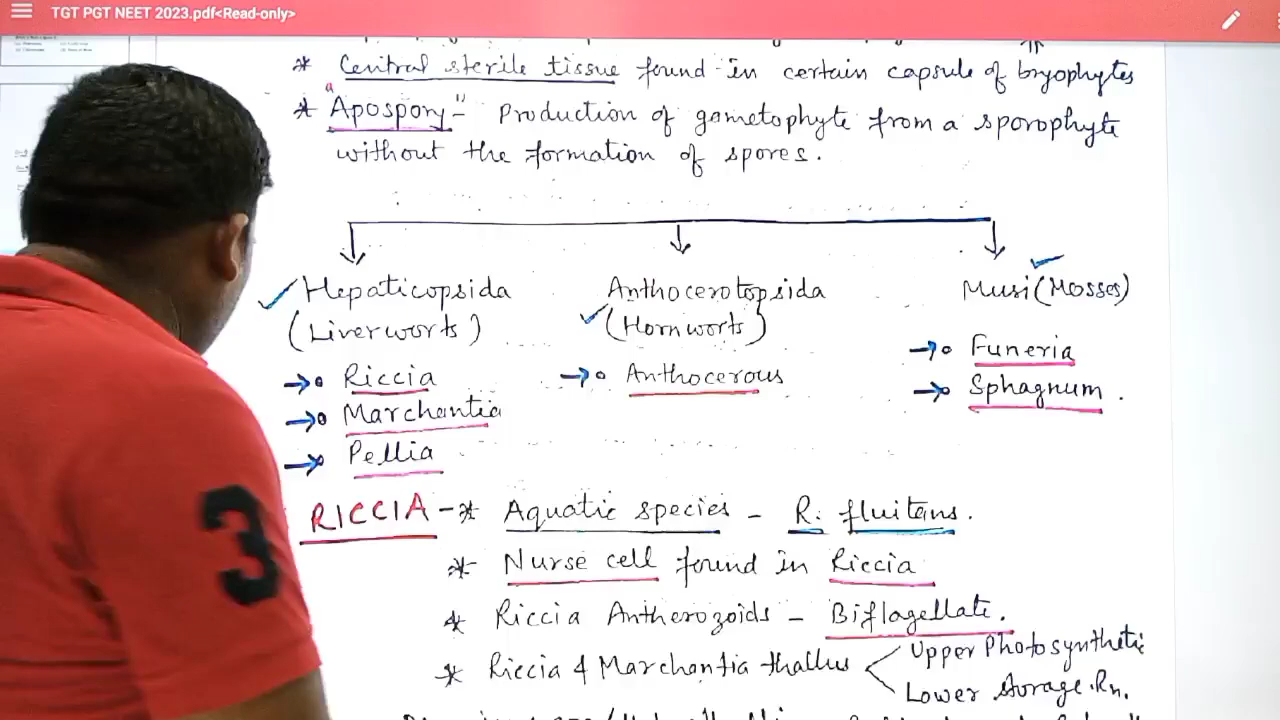 TGT PGT NEET 2023.pdf<Read-only>
* Central sterile tissue found in certain capsule of bryophytes
* "Apospory" - Production of gametophyte from a sporophyte
without the formation of spores.
Hepaticopsida
(Liverworts)
→ Riccia
→ Marchantia
→ Pellia
Anthocerotopsida
(Hornworts)
→ Anthocerous
Musi (Mosses)
→ Funeria
→ Sphagnum.
RICCIA - * Aquatic species - R. fluitans.
* Nurse cell found in Riccia
* Riccia Antherozoids - Biflagellate.
* Riccia & Marchantia thallus < Upper Photosynthetic
Lower storage Rn.
3